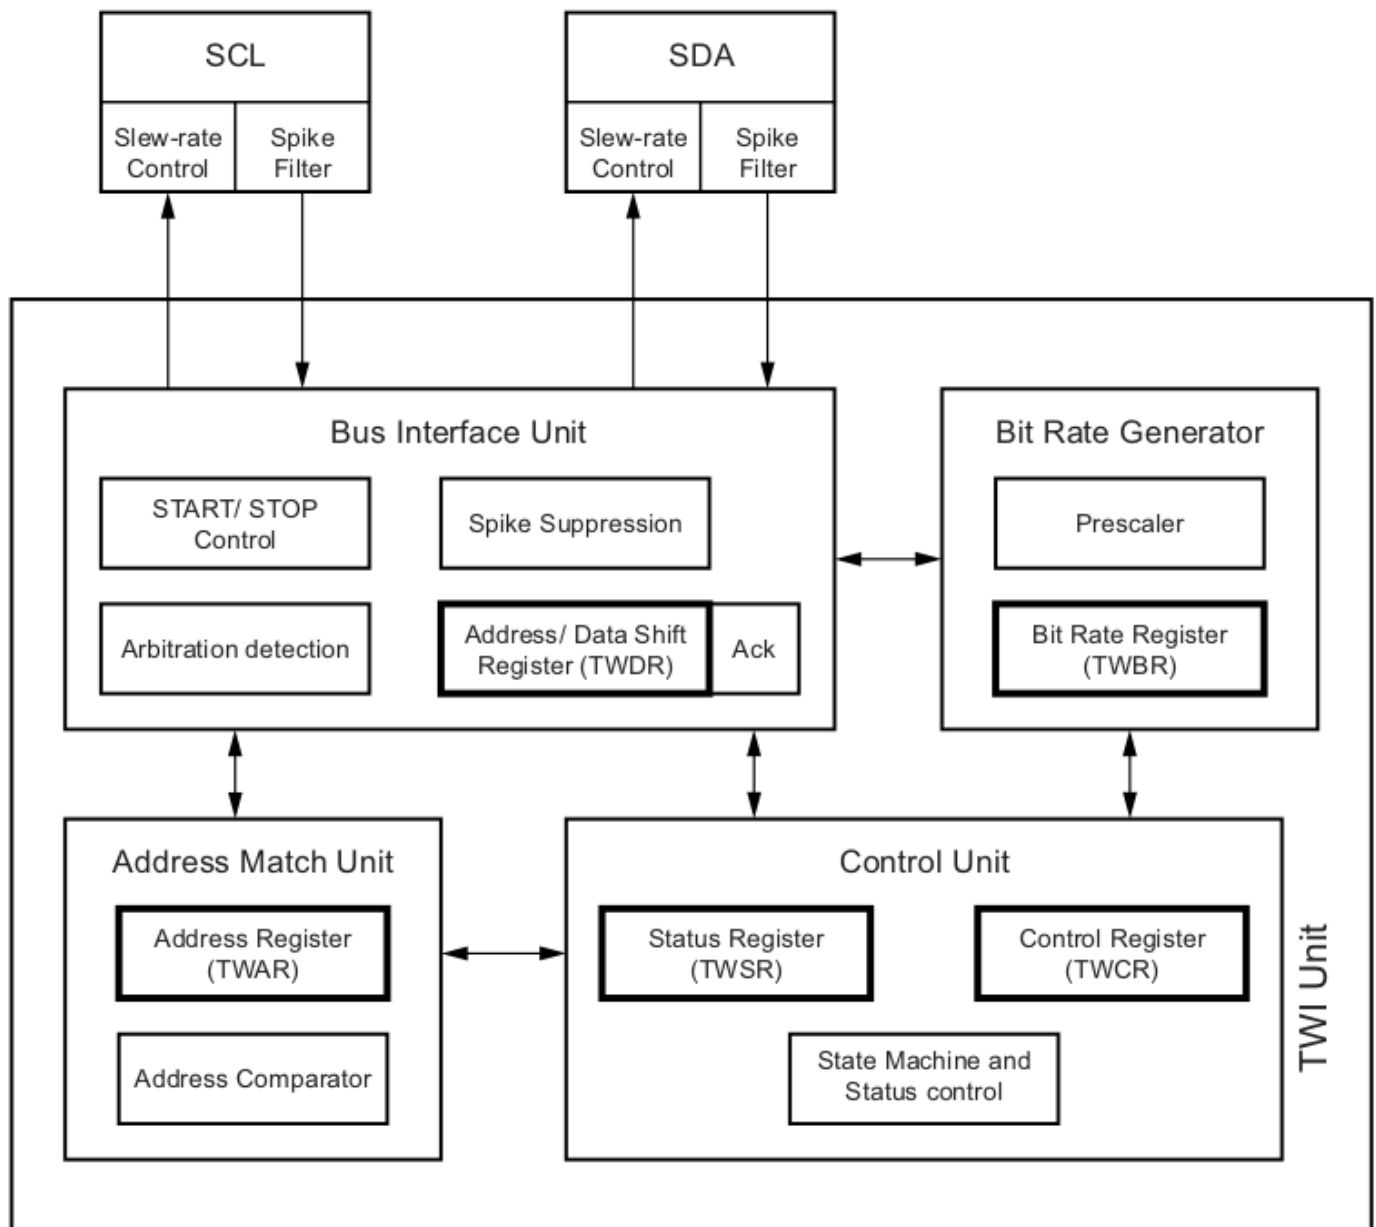 SCL
Slew-rate
Control
Spike
Filter
SDA
Slew-rate
Control
Spike
Filter
Bus Interface Unit
START/ STOP
Control
Spike Suppression
Arbitration detection
Address/ Data Shift
Register (TWDR)
Ack
Bit Rate Generator
Prescaler
Bit Rate Register
(TWBR)
Address Match Unit
Address Register
(TWAR)
Address Comparator
Control Unit
Status Register
(TWSR)
Control Register
(TWCR)
State Machine and
Status control
TWI Unit